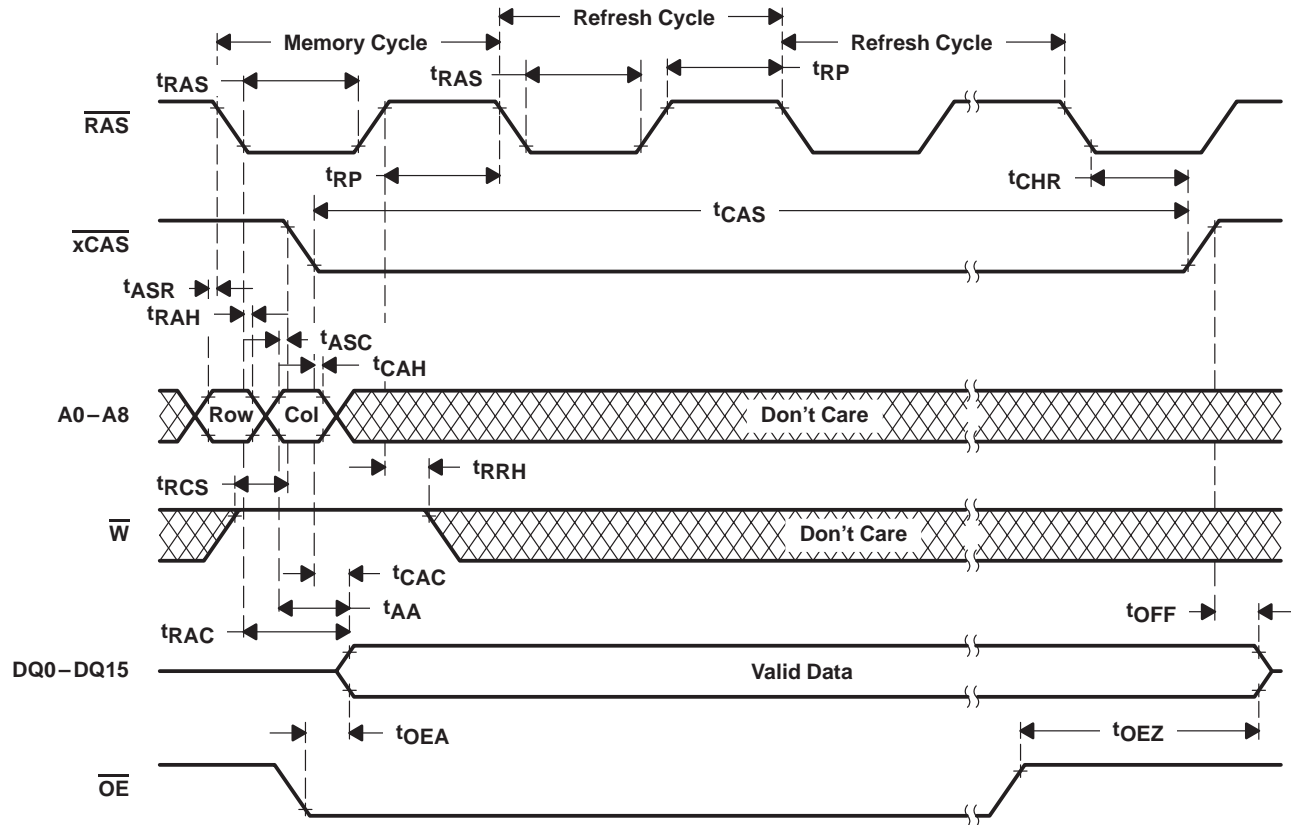 Refresh Cycle
Memory Cycle
Refresh Cycle
tRAS
tRAS
tRP
RAS
tRP
tCHR
tCAS
xCAS
tASR
tRAH
tASC
tCAH
A0–A8
Row
Col
Don't Care
tRRH
tRCS
W
Don't Care
tCAC
tAA
tOFF
tRAC
DQ0–DQ15
Valid Data
tOEA
tOEZ
OE